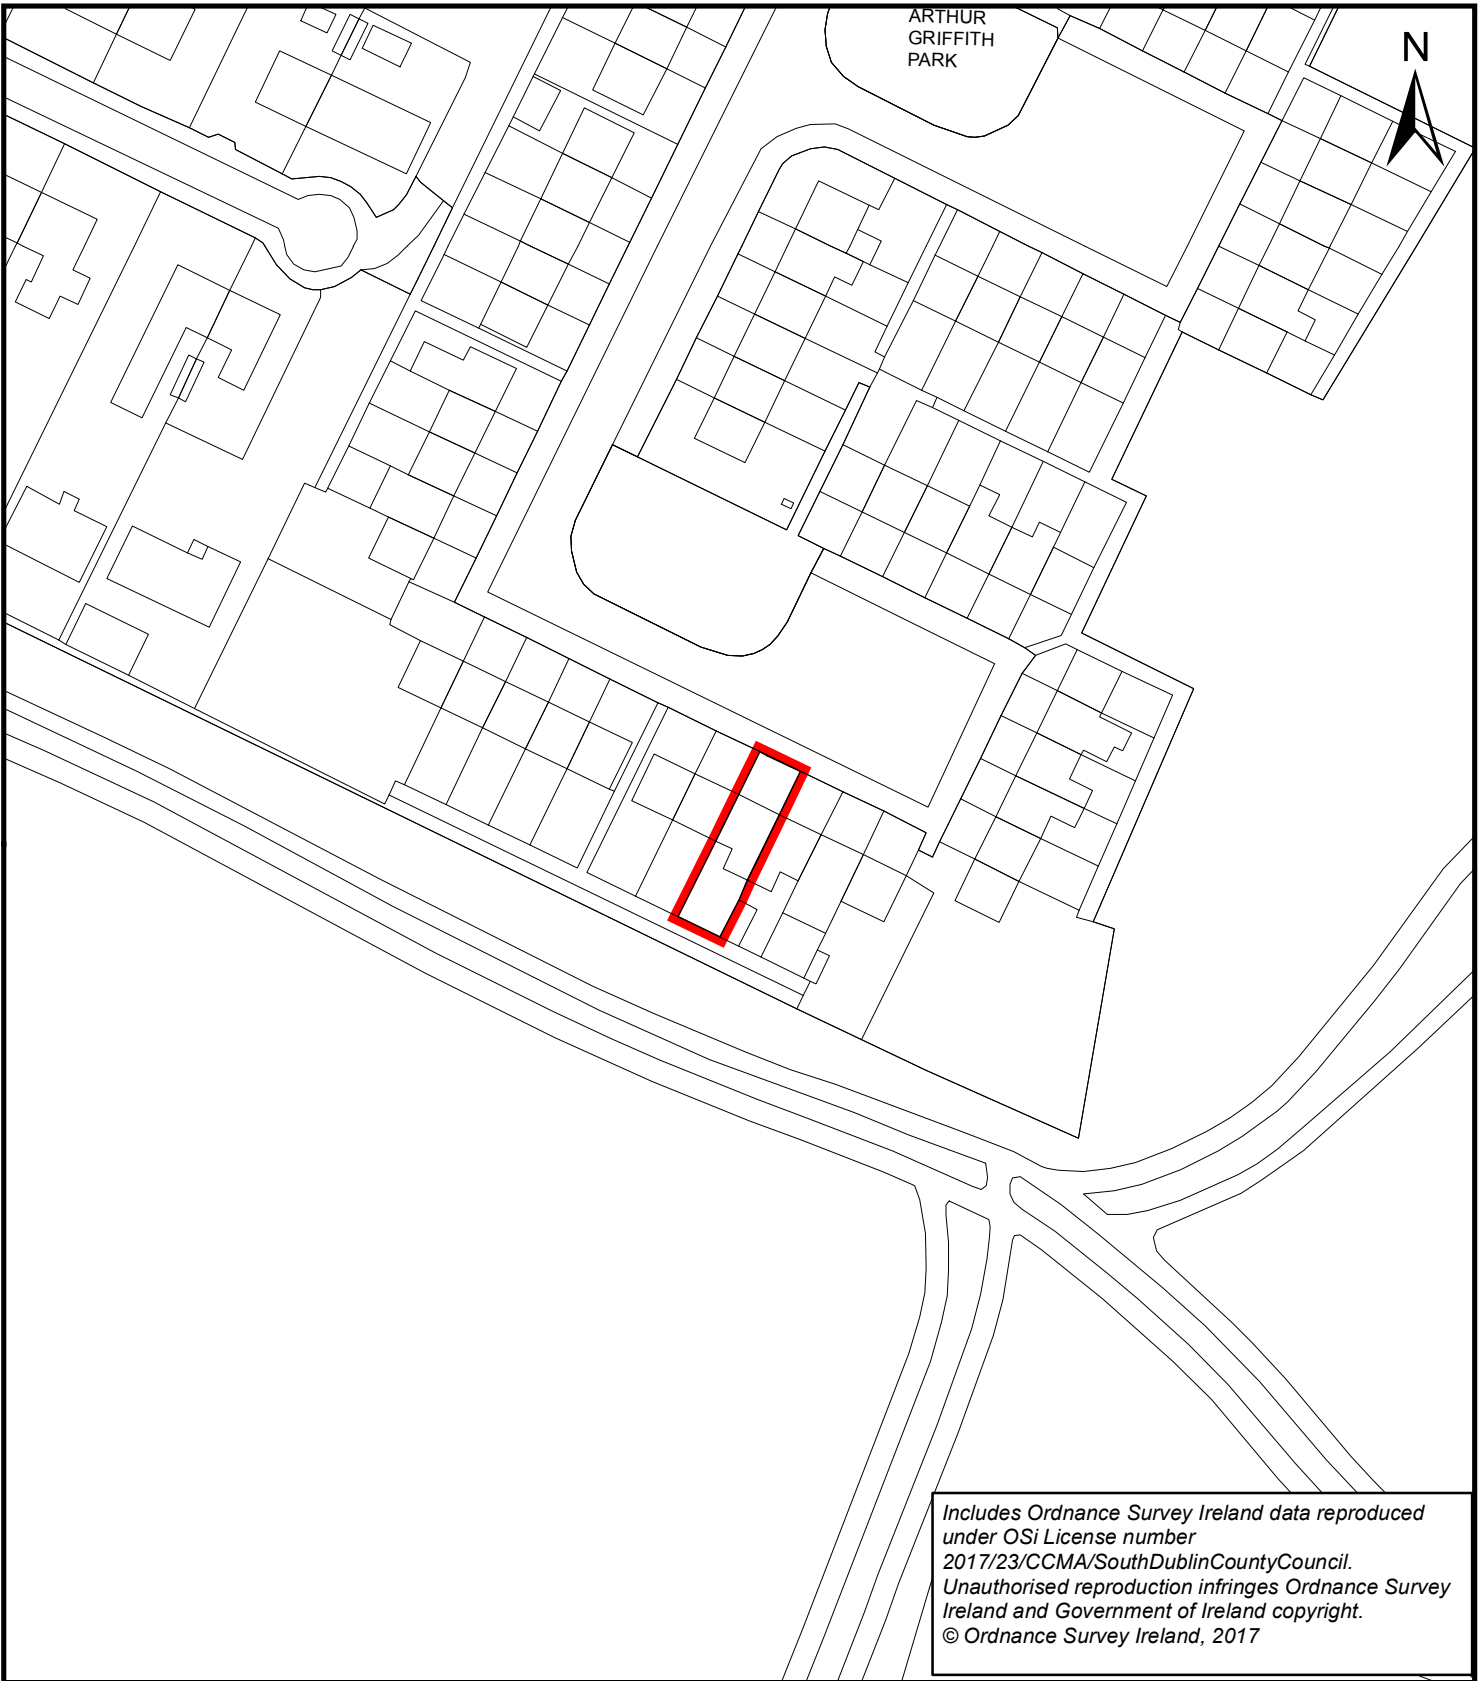 ARTHUR
GRIFFITH
PARK
N
Includes Ordnance Survey Ireland data reproduced
under OSi License number
2017/23/CCMA/SouthDublinCountyCouncil.
Unauthorised reproduction infringes Ordnance Survey
Ireland and Government of Ireland copyright.
© Ordnance Survey Ireland, 2017